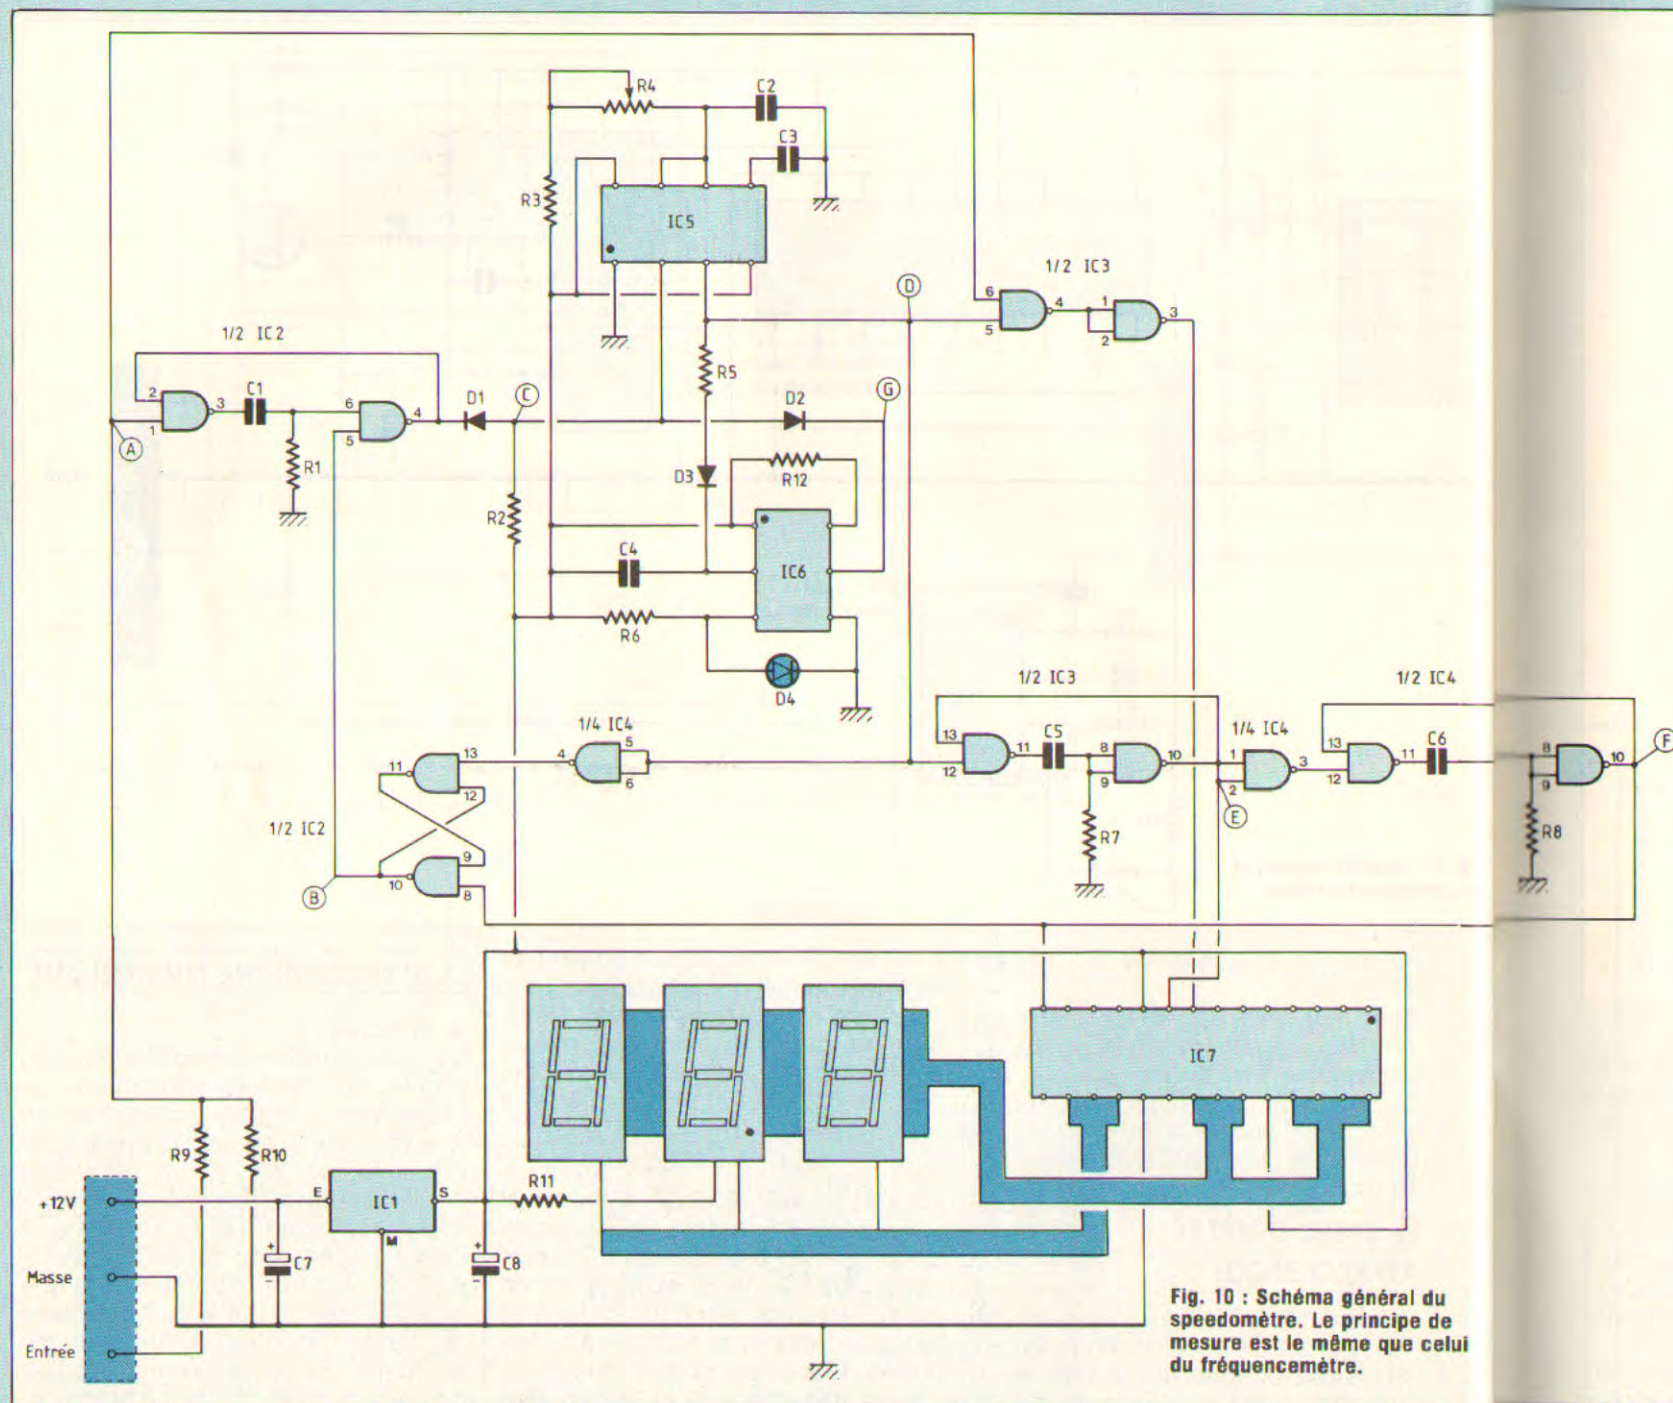 R4
C2
C3
R3
IC5
1/2 IC3
D
6
4
1
3
5
2
1/2 IC2
R5
G
2
C1
6
D1
C
D2
3
4
1
5
A
R1
D3
R12
R2
C4
IC6
R6
D4
1/2 IC3
1/2 IC4
1/4 IC4
1/4 IC4
13
C5
8
13
C6
8
F
11
13
4
5
11
10
1
3
11
10
12
6
12
9
2
12
9
E
1/2 IC2
R7
R8
9
10
8
B
IC7
R9
R10
R11
+12V
E
IC1
S
M
+
C7
-
+
C8
-
Masse
Entrée
Fig. 10 : Schéma général du
speedomètre. Le principe de
mesure est le même que celui
du fréquencemètre.